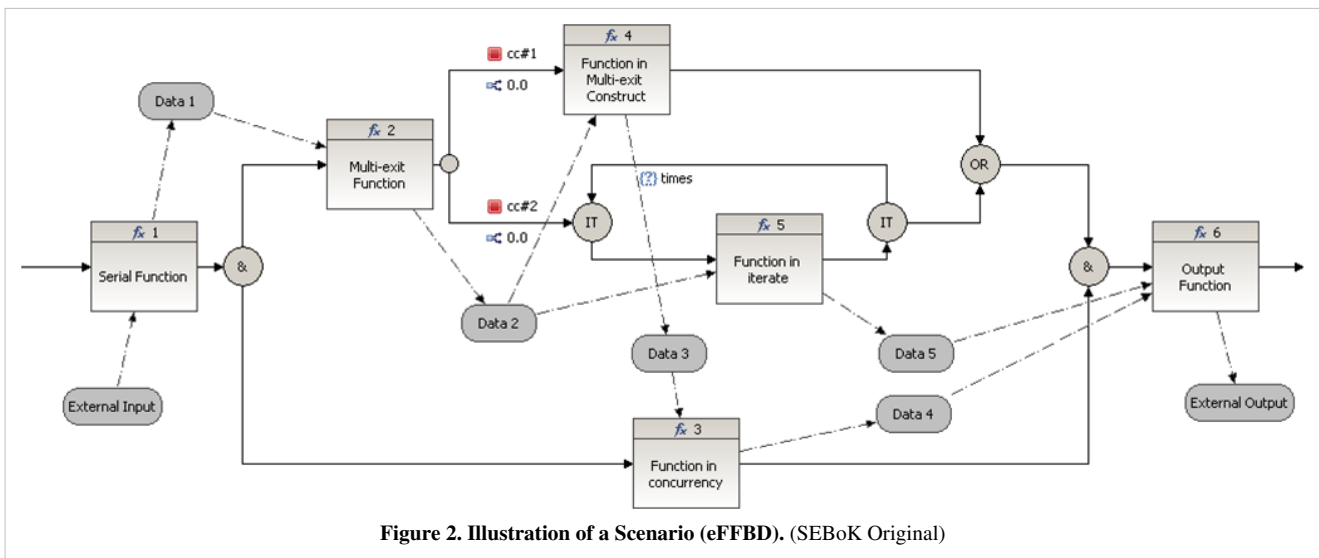 fx 4
cc#1
Function in
Multi-exit
Construct
0.0
Data 1
fx 2
Multi-exit
Function
OR
{?} times
cc#2
0.0
IT
IT
fx 5
Function in
iterate
fx 1
Serial Function
&
&
fx 6
Output
Function
Data 2
Data 3
Data 5
External Input
Data 4
External Output
fx 3
Function in
concurrency
Figure 2. Illustration of a Scenario (eFFBD). (SEBoK Original)